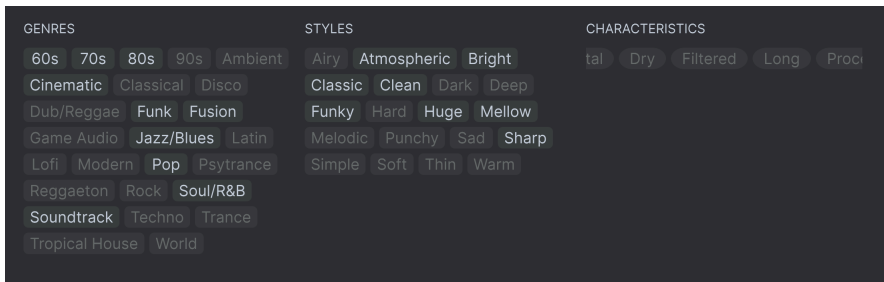 GENRES
60s 70s 80s 90s Ambient
Cinematic Classical Disco
Dub/Reggae Funk Fusion
Game Audio Jazz/Blues Latin
Lofi Modern Pop Psytrance
Reggaeton Rock Soul/R&B
Soundtrack Techno Trance
Tropical House World
STYLES
Airy Atmospheric Bright
Classic Clean Dark Deep
Funky Hard Huge Mellow
Melodic Punchy Sad Sharp
Simple Soft Thin Warm
CHARACTERISTICS
tal Dry Filtered Long Proc